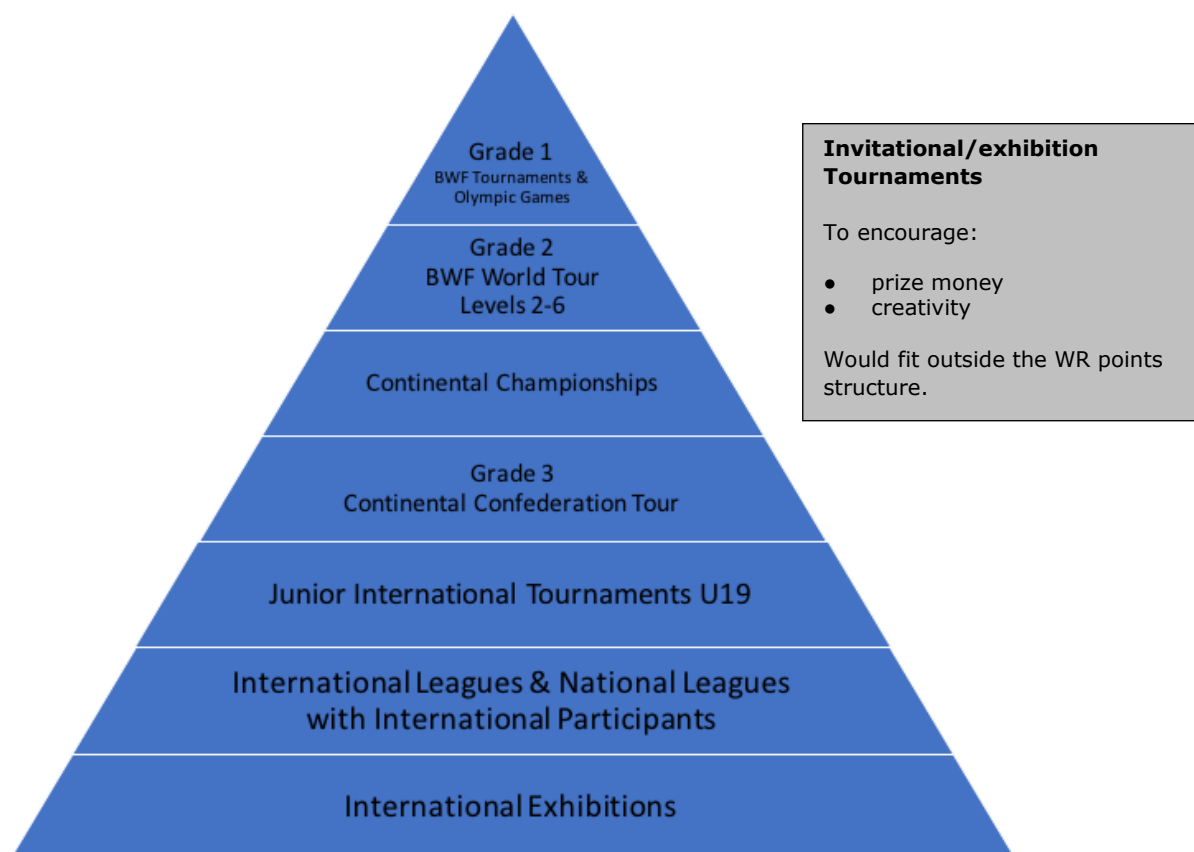 Grade 1
BWF Tournaments &
Olympic Games
Grade 2
BWF World Tour
Levels 2-6
Continental Championships
Grade 3
Continental Confederation Tour
Junior International Tournaments U19
International Leagues & National Leagues
with International Participants
International Exhibitions
Invitational/exhibition
Tournaments
To encourage:
● prize money
● creativity
Would fit outside the WR points
structure.